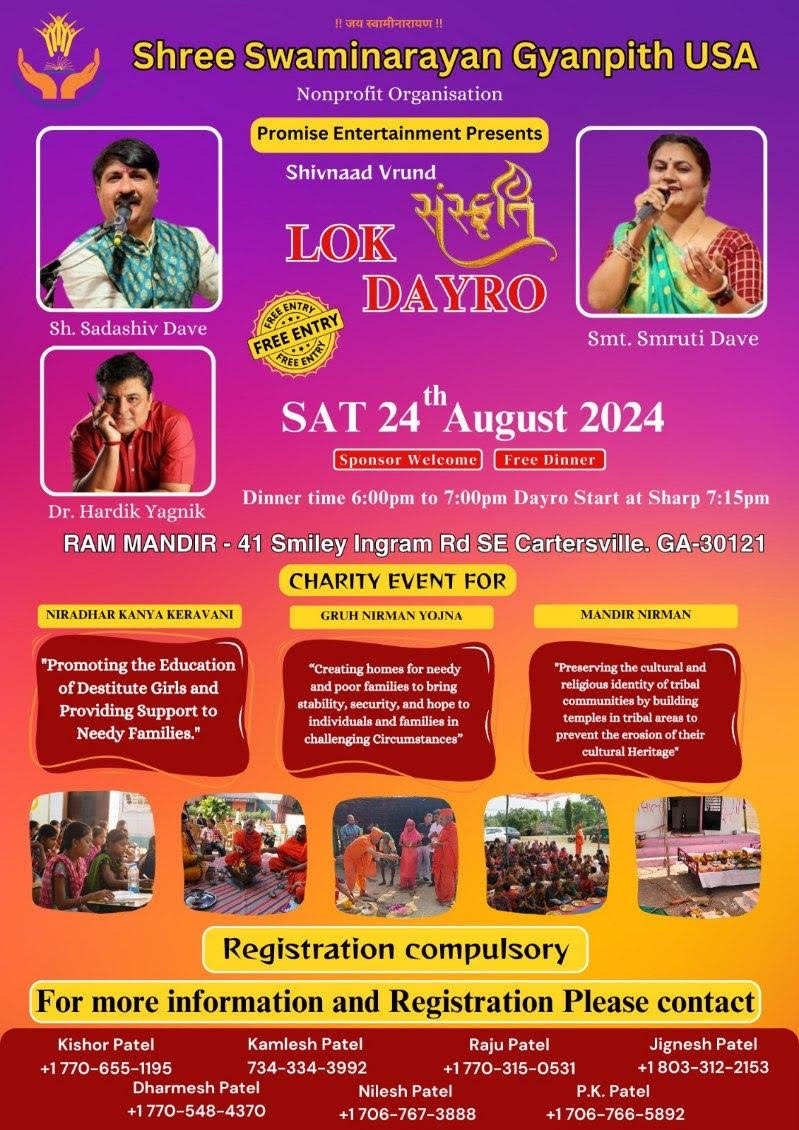 !! जय स्वामीनारायण !!
Shree Swaminarayan Gyanpith USA
Nonprofit Organisation
Promise Entertainment Presents
Shivnaad Vrund
સંસ્કૃતિ
LOK
DAYRO
FREE ENTRY
FREE ENTRY
FREE ENTRY
Sh. Sadashiv Dave
Smt. Smruti Dave
Dr. Hardik Yagnik
SAT 24th August 2024
Sponsor Welcome
Free Dinner
Dinner time 6:00pm to 7:00pm Dayro Start at Sharp 7:15pm
RAM MANDIR - 41 Smiley Ingram Rd SE Cartersville. GA-30121
CHARITY EVENT FOR
NIRADHAR KANYA KERAVANI
"Promoting the Education
of Destitute Girls and
Providing Support to
Needy Families."
GRUH NIRMAN YOJNA
“Creating homes for needy
and poor families to bring
stability, security, and hope to
individuals and families in
challenging Circumstances”
MANDIR NIRMAN
"Preserving the cultural and
religious identity of tribal
communities by building
temples in tribal areas to
prevent the erosion of their
cultural Heritage"
Registration compulsory
For more information and Registration Please contact
Kishor Patel
+1 770-655-1195
Kamlesh Patel
734-334-3992
Raju Patel
+1 770-315-0531
Jignesh Patel
+1 803-312-2153
Dharmesh Patel
+1 770-548-4370
Nilesh Patel
+1 706-767-3888
P.K. Patel
+1 706-766-5892